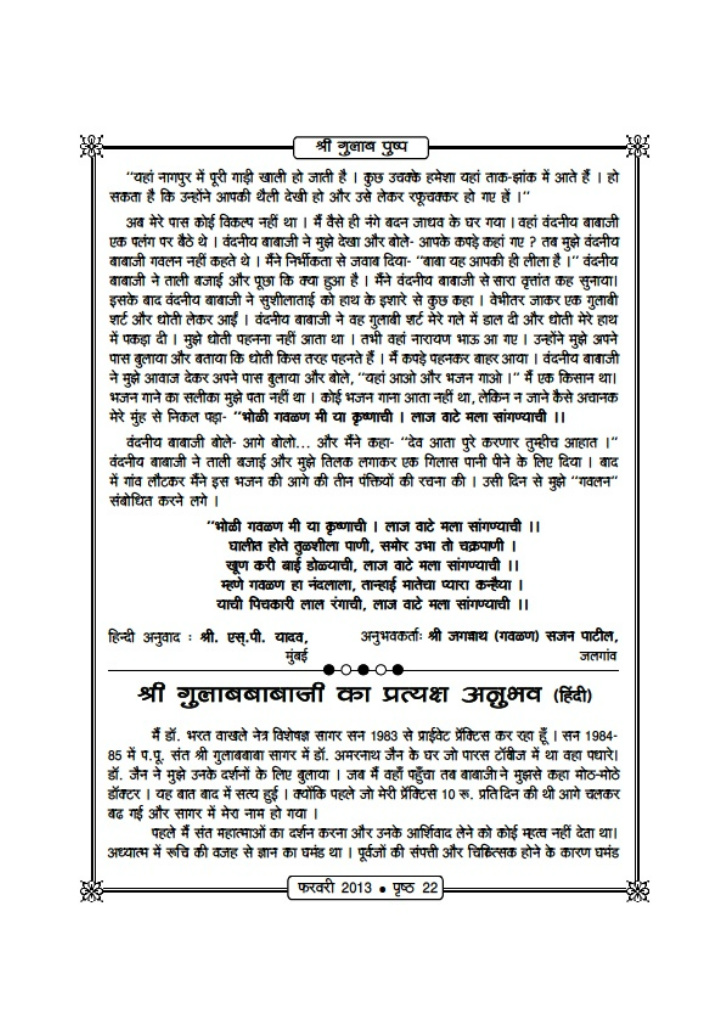 श्री गुलाब पुष्प
“यहां नागपुर में पूरी गाड़ी खाली हो जाती है । कुछ उचक्के हमेशा यहां ताक-झांक में आते हैं । हो
सकता है कि उन्होंने आपकी थैली देखी हो और उसे लेकर रफूचक्कर हो गए हों ।“
अब मेरे पास कोई विकल्प नहीं था । मैं वैसे ही नंगे बदन जाधव के घर गया । वहां वंदनीय बाबाजी
एक पलंग पर बैठे थे । वंदनीय बाबाजी ने मुझे देखा और बोले- आपके कपड़े कहां गए ? तब मुझे वंदनीय
बाबाजी गवलन नहीं कहते थे । मैंने निर्भीकता से जवाब दिया- “बाबा यह आपकी ही लीला है ।“ वंदनीय
बाबाजी ने ताली बजाई और पूछा कि क्या हुआ है । मैंने वंदनीय बाबाजी से सारा वृत्तांत कह सुनाया।
इसके बाद वंदनीय बाबाजी ने सुशीलाताई को हाथ के इशारे से कुछ कहा । वेभीतर जाकर एक गुलाबी
शर्ट और धोती लेकर आईं । वंदनीय बाबाजी ने वह गुलाबी शर्ट मेरे गले में डाल दी और धोती मेरे हाथ
में पकड़ा दी । मुझे धोती पहनना नहीं आता था । तभी वहां नारायण भाऊ आ गए । उन्होंने मुझे अपने
पास बुलाया और बताया कि धोती किस तरह पहनते हैं । मैं कपड़े पहनकर बाहर आया । वंदनीय बाबाजी
ने मुझे आवाज देकर अपने पास बुलाया और बोले, “यहां आओ और भजन गाओ ।“ मैं एक किसान था।
भजन गाने का सलीका मुझे पता नहीं था । कोई भजन गाना आता नहीं था, लेकिन न जाने कैसे अचानक
मेरे मुंह से निकल पड़ा- “भोळी गवळण मी या कृष्णाची । लाज वाटे मला सांगण्याची ।।
वंदनीय बाबाजी बोले- आगे बोलो... और मैंने कहा- “देव आता पुरे करणार तुम्हीच आहात ।“
वंदनीय बाबाजी ने ताली बजाई और मुझे तिलक लगाकर एक गिलास पानी पीने के लिए दिया । बाद
में गांव लौटकर मैंने इस भजन की आगे की तीन पंक्तियों की रचना की । उसी दिन से मुझे “गवलन”
संबोधित करने लगे ।
“भोळी गवळण मी या कृष्णाची । लाज वाटे मला सांगण्याची ।।
घालीत होते तुळशीला पाणी, समोर उभा तो चक्रपाणी ।
खूण करी बाई डोळ्याची, लाज वाटे मला सांगण्याची ।।
म्हणे गवळण हा नंदलाला, तान्हाई मातेचा प्यारा कन्हैया ।
याची पिचकारी लाल रंगाची, लाज वाटे मला सांगण्याची ।।
हिन्दी अनुवाद : श्री. एस्.पी. यादव, अनुभवकर्ताः श्री जगन्नाथ (गवळण) सजन पाटील,
मुंबई जलगांव
श्री गुलाबबाबाजी का प्रत्यक्ष अनुभव (हिंदी)
मैं डॉ. भरत वाखले नेत्र विशेषज्ञ सागर सन 1983 से प्राईवेट प्रॅक्टिस कर रहा हूँ । सन 1984-
85 में प.पू. संत श्री गुलाबबाबा सागर में डॉ. अमरनाथ जैन के घर जो पारस टॉबीज में था वहा पधारे।
डॉ. जैन ने मुझे उनके दर्शनों के लिए बुलाया । जब मैं वहाँ पहुँचा तब बाबाजी ने मुझसे कहा मोठ-मोठे
डॉक्टर । यह बात बाद में सत्य हुई । क्योंकि पहले जो मेरी प्रॅक्टिस 10 रू. प्रतिदिन की थी आगे चलकर
बढ गई और सागर में मेरा नाम हो गया ।
पहले मैं संत महात्माओं का दर्शन करना और उनके आर्शिवाद लेने को कोई महत्व नहीं देता था।
अध्यात्म में रूचि की वजह से ज्ञान का घमंड था । पूर्वजों की संपत्ती और चिकित्सक होने के कारण घमंड
फरवरी 2013 ● पृष्ठ 22